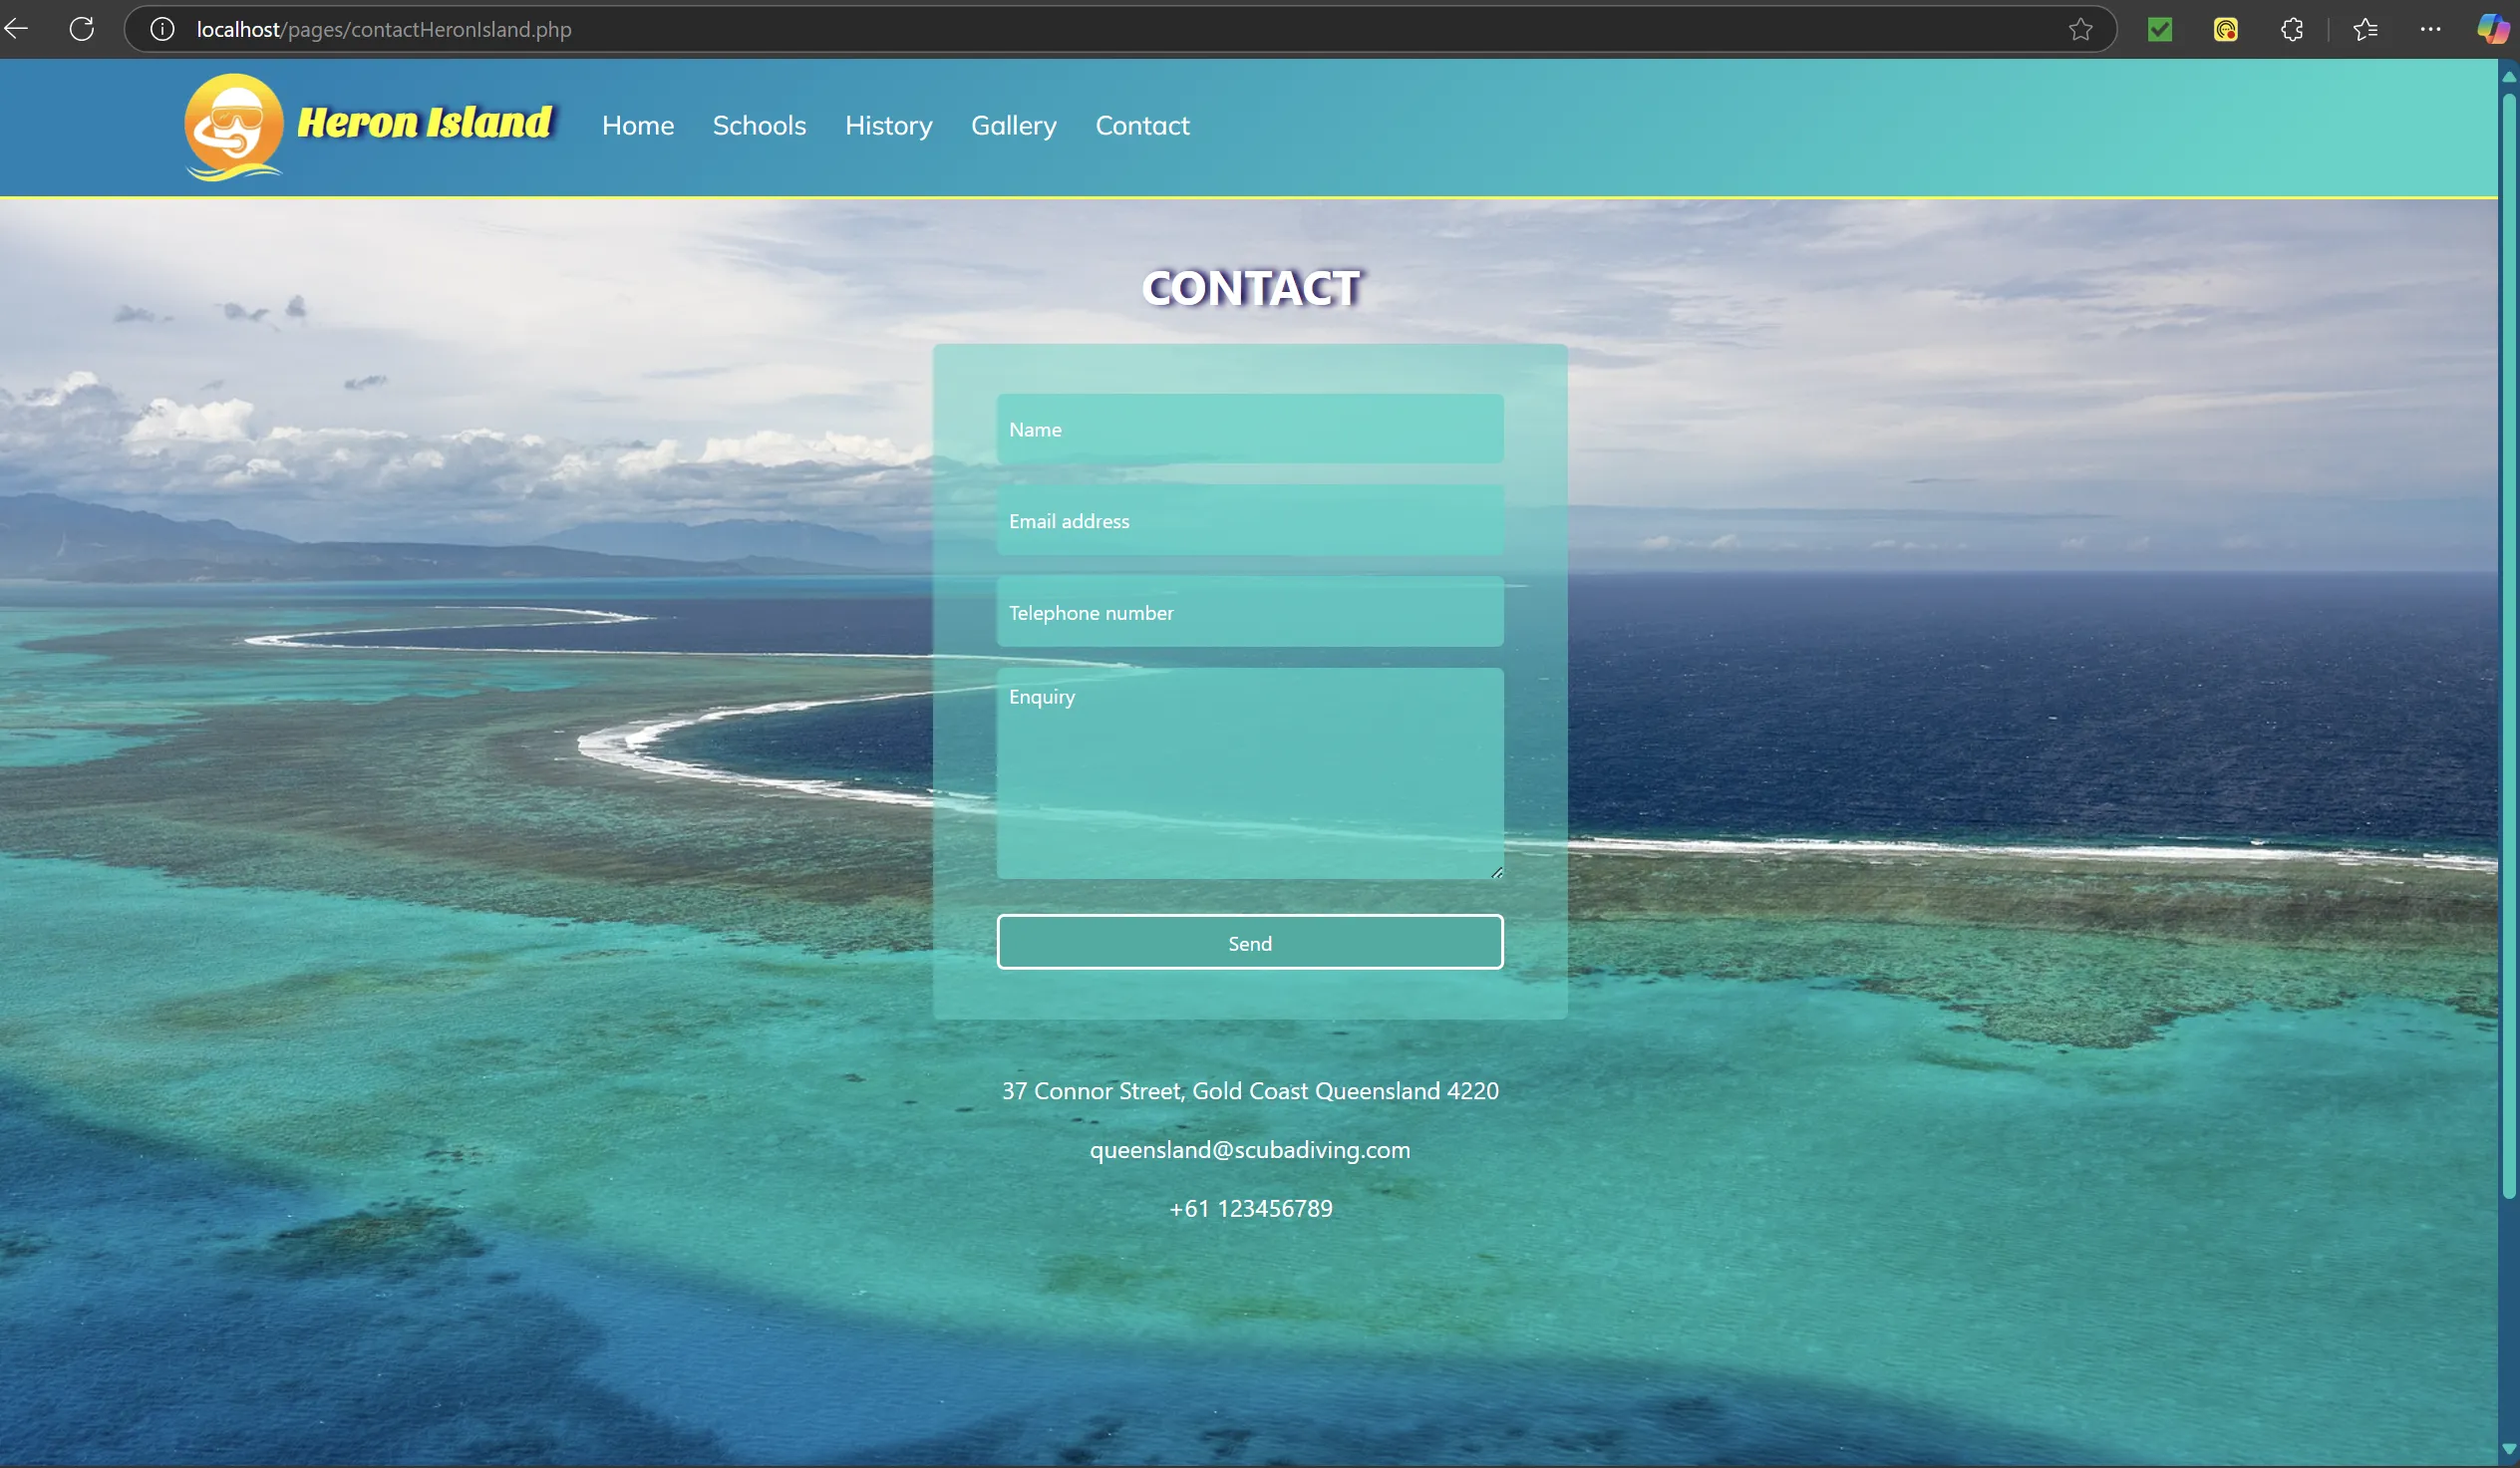 localhost/pages/contactHeronIsland.php
Heron Island
Home
Schools
History
Gallery
Contact
CONTACT
Name
Email address
Telephone number
Enquiry
Send
37 Connor Street, Gold Coast Queensland 4220
queensland@scubadiving.com
+61 123456789